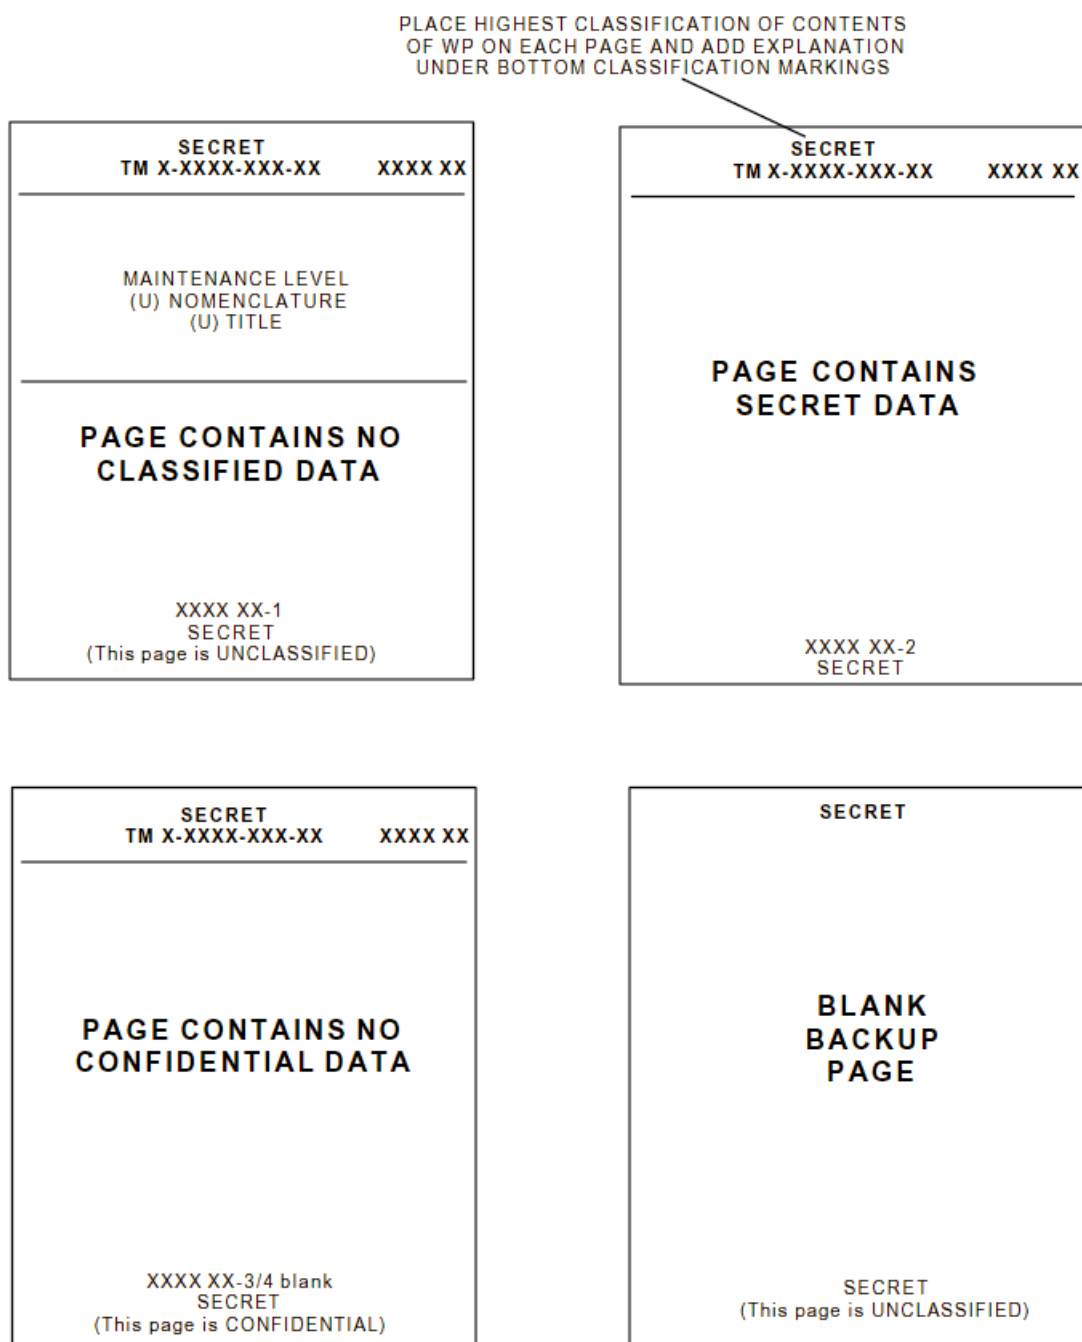 PLACE HIGHEST CLASSIFICATION OF CONTENTS
OF WP ON EACH PAGE AND ADD EXPLANATION
UNDER BOTTOM CLASSIFICATION MARKINGS
SECRET
TM X-XXXX-XXX-XX XXXX XX
MAINTENANCE LEVEL
(U) NOMENCLATURE
(U) TITLE
PAGE CONTAINS NO
CLASSIFIED DATA
XXXX XX-1
SECRET
(This page is UNCLASSIFIED)
SECRET
TM X-XXXX-XXX-XX XXXX XX
PAGE CONTAINS
SECRET DATA
XXXX XX-2
SECRET
SECRET
TM X-XXXX-XXX-XX XXXX XX
PAGE CONTAINS NO
CONFIDENTIAL DATA
XXXX XX-3/4 blank
SECRET
(This page is CONFIDENTIAL)
SECRET
BLANK
BACKUP
PAGE
SECRET
(This page is UNCLASSIFIED)